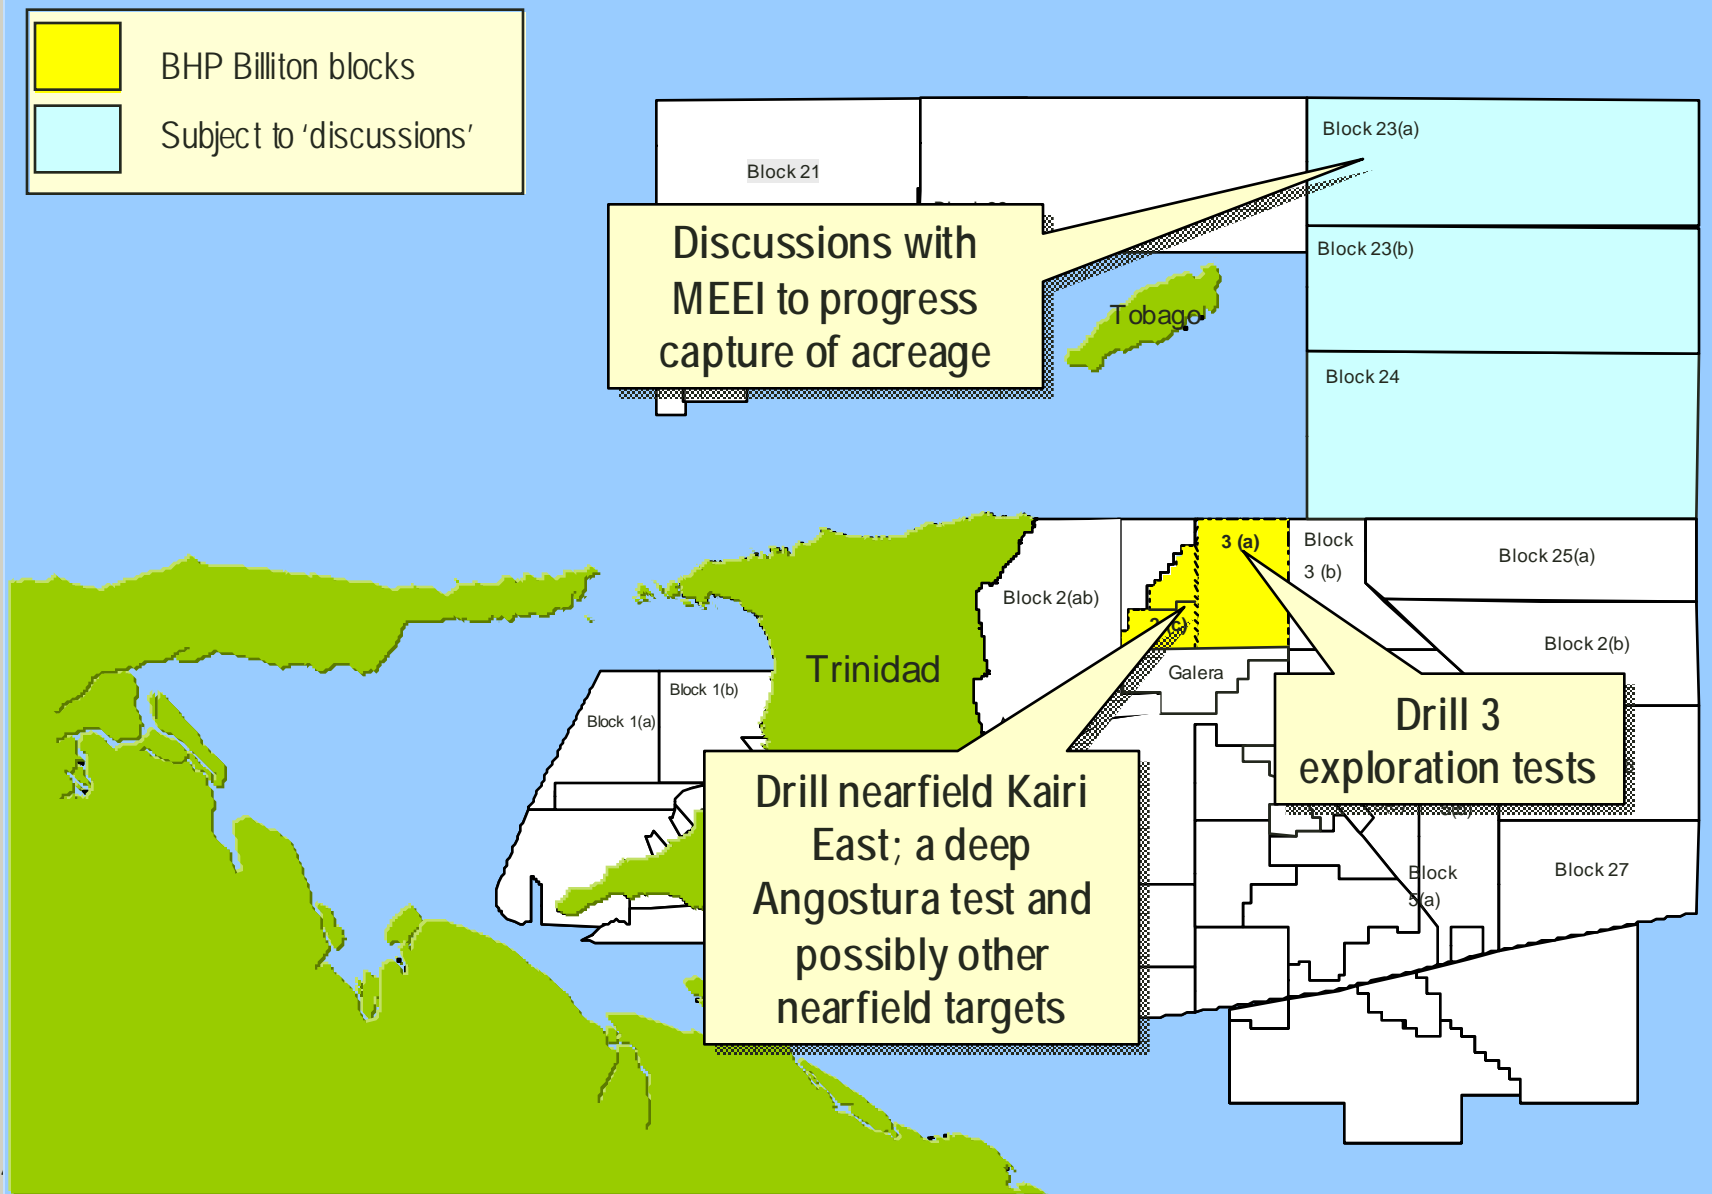 BHP Billiton blocks
Subject to ‘discussions’
Block 23(a)
Block 21
Discussions with
MEEI to progress
capture of acreage
Block 23(b)
Tobago
Block 24
3 (a)
Block
3 (b)
Block 25(a)
Block 2(ab)
Block 2(b)
Trinidad
Galera
Block 1(b)
Block 1(a)
Drill 3
exploration tests
Drill nearfield Kairi
East; a deep
Angostura test and
possibly other
nearfield targets
Block
5(a)
Block 27